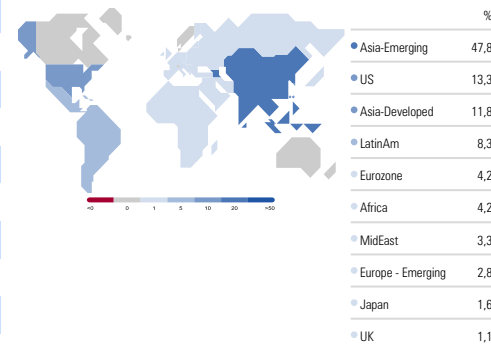 %
Asia-Emerging 47,8
US 13,3
Asia-Developed 11,8
LatinAm 8,3
Eurozone 4,2
Africa 4,2
MidEast 3,3
Europe - Emerging 2,8
Japan 1,6
UK 1,1
<0 0 1 5 10 20 >50